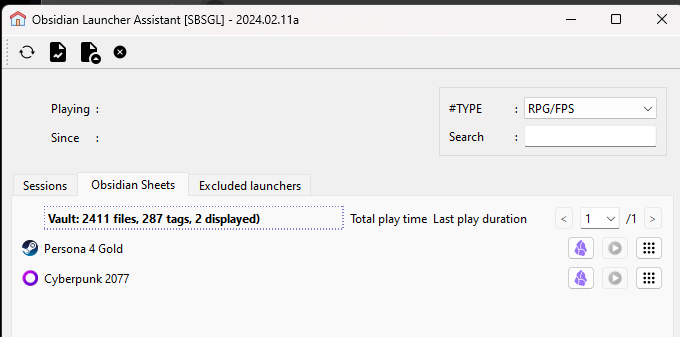 Obsidian Launcher Assistant [SBSGL] - 2024.02.11a
Playing :
#TYPE : RPG/FPS
Since :
Search :
Sessions Obsidian Sheets Excluded launchers
Vault: 2411 files, 287 tags, 2 displayed) Total play time Last play duration < 1 /1 >
Persona 4 Gold
Cyberpunk 2077